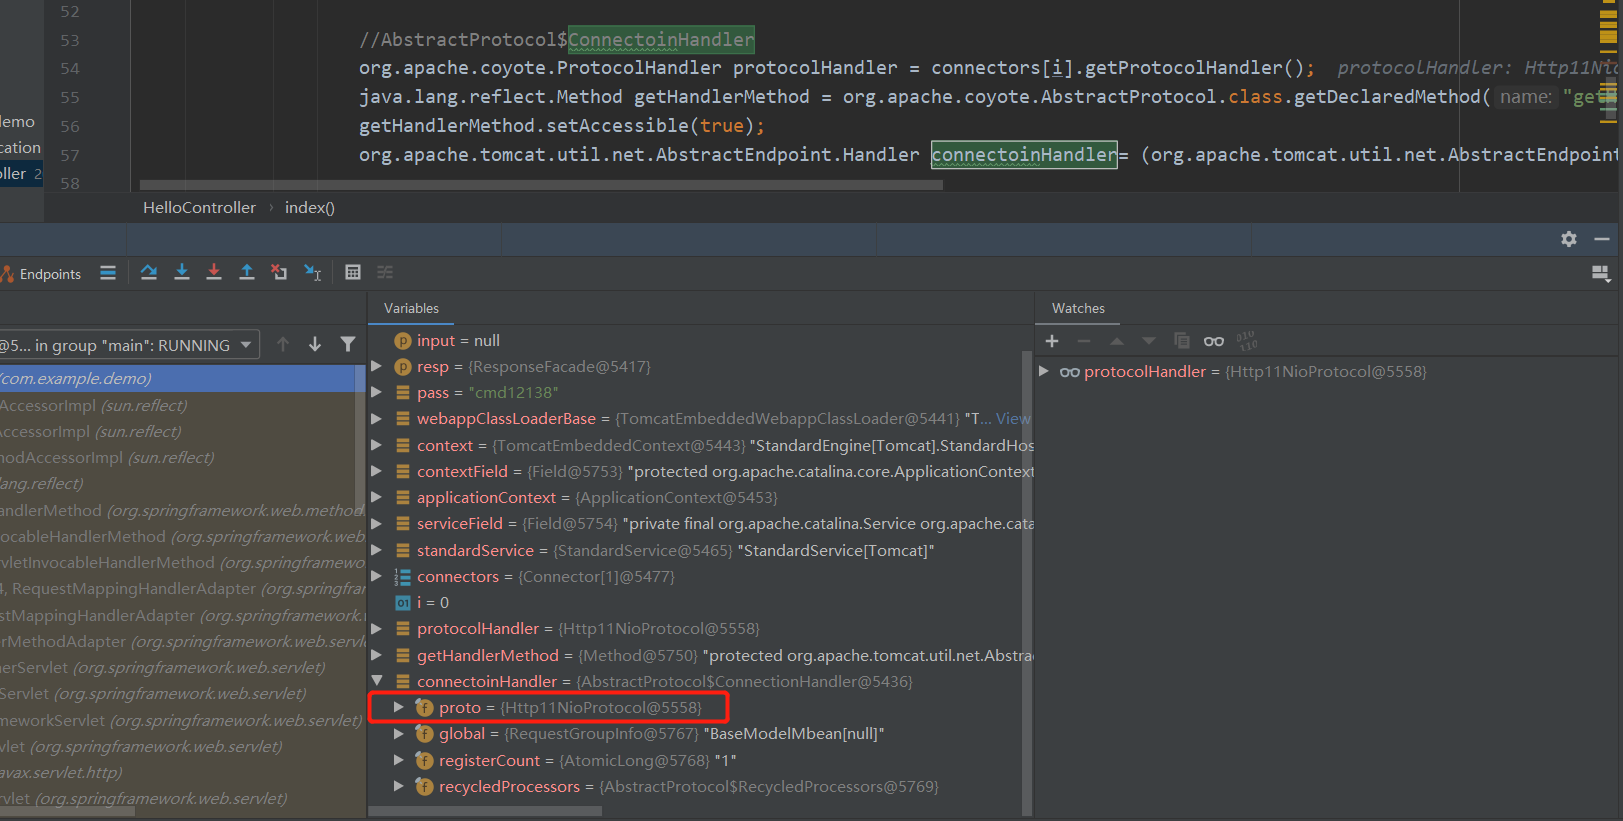 52
53 //AbstractProtocol$ConnectoinHandler
54 org.apache.coyote.ProtocolHandler protocolHandler = connectors[i].getProtocolHandler(); protocolHandler: Http11Nio
55 java.lang.reflect.Method getHandlerMethod = org.apache.coyote.AbstractProtocol.class.getDeclaredMethod( name: "getH
56 getHandlerMethod.setAccessible(true);
57 org.apache.tomcat.util.net.AbstractEndpoint.Handler connectoinHandler= (org.apache.tomcat.util.net.AbstractEndpoint
58
demo
cation
oller 2
HelloController › index()
Endpoints
@5... in group "main": RUNNING
(com.example.demo)
AccessorImpl (sun.reflect)
AccessorImpl (sun.reflect)
hodAccessorImpl (sun.reflect)
lang.reflect)
andlerMethod (org.springframework.web.method
ocableHandlerMethod (org.springframework.web
vletInvocableHandlerMethod (org.springframewo
4, RequestMappingHandlerAdapter (org.springfram
stMappingHandlerAdapter (org.springframework.
erMethodAdapter (org.springframework.web.servl
herServlet (org.springframework.web.servlet)
Servlet (org.springframework.web.servlet)
meworkServlet (org.springframework.web.servlet)
vlet (org.springframework.web.servlet)
avax.servlet.http)
rvlet (org.springframework.web.servlet)
Variables
input = null
resp = {ResponseFacade@5417}
pass = "cmd12138"
webappClassLoaderBase = {TomcatEmbeddedWebappClassLoader@5441} "T... View
context = {TomcatEmbeddedContext@5443} "StandardEngine[Tomcat].StandardHos
contextField = {Field@5753} "protected org.apache.catalina.core.ApplicationContext
applicationContext = {ApplicationContext@5453}
serviceField = {Field@5754} "private final org.apache.catalina.Service org.apache.cata
standardService = {StandardService@5465} "StandardService[Tomcat]"
connectors = {Connector[1]@5477}
i = 0
protocolHandler = {Http11NioProtocol@5558}
getHandlerMethod = {Method@5750} "protected org.apache.tomcat.util.net.Abstra
connectoinHandler = {AbstractProtocol$ConnectionHandler@5436}
proto = {Http11NioProtocol@5558}
global = {RequestGroupInfo@5767} "BaseModelMbean[null]"
registerCount = {AtomicLong@5768} "1"
recycledProcessors = {AbstractProtocol$RecycledProcessors@5769}
Watches
protocolHandler = {Http11NioProtocol@5558}